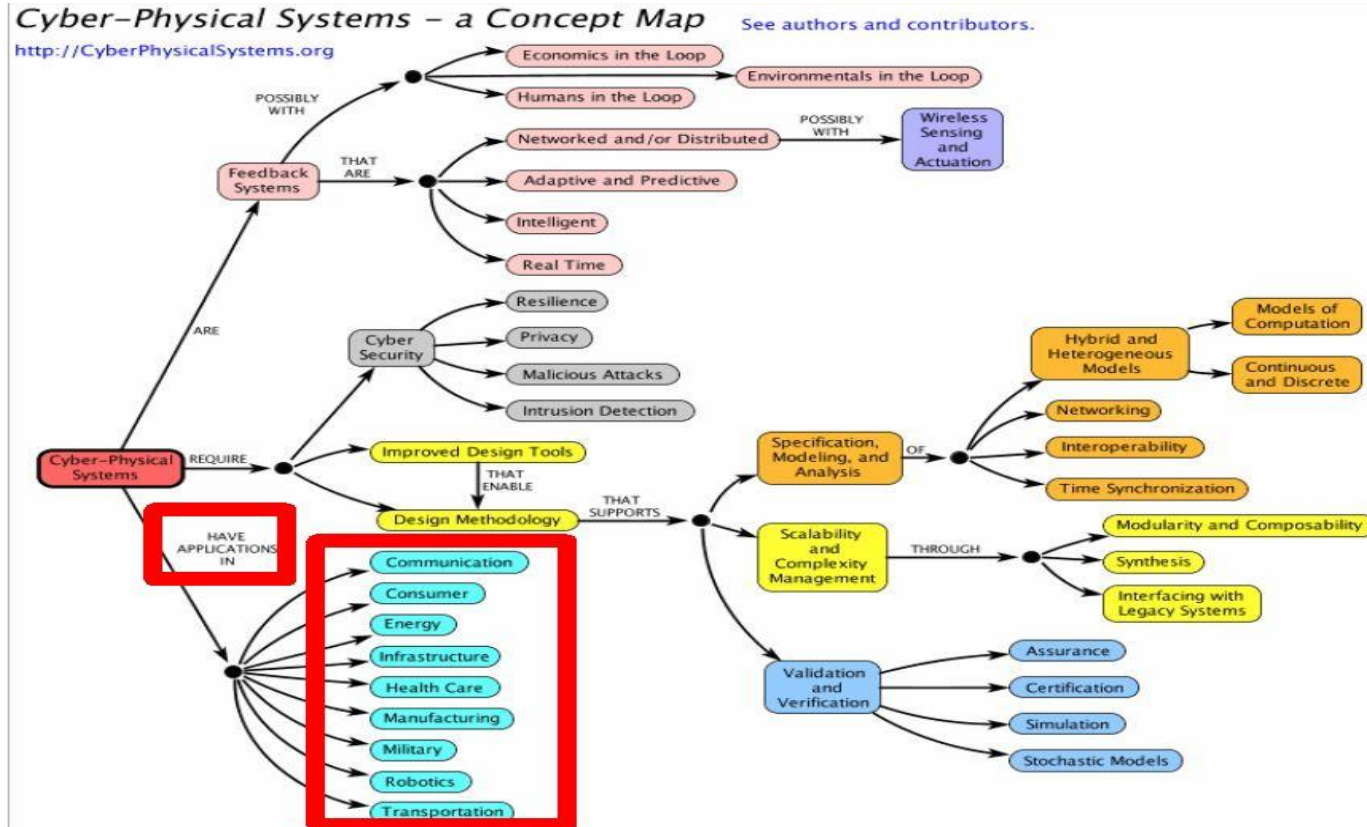 Cyber-Physical Systems - a Concept Map
See authors and contributors.
http://CyberPhysicalSystems.org
Economics in the Loop
Environmentals in the Loop
Humans in the Loop
POSSIBLY
WITH
Networked and/or Distributed
POSSIBLY
WITH
Wireless
Sensing
and
Actuation
Feedback
Systems
THAT
ARE
Adaptive and Predictive
Intelligent
Real Time
ARE
Cyber
Security
Resilience
Privacy
Malicious Attacks
Intrusion Detection
Cyber-Physical
Systems
REQUIRE
Improved Design Tools
THAT
ENABLE
Design Methodology
THAT
SUPPORTS
Specification,
Modeling, and
Analysis
OF
Hybrid and
Heterogeneous
Models
Models of
Computation
Continuous
and Discrete
Networking
Interoperability
Time Synchronization
Scalability
and
Complexity
Management
THROUGH
Modularity and Composability
Synthesis
Interfacing with
Legacy Systems
Validation
and
Verification
Assurance
Certification
Simulation
Stochastic Models
HAVE
APPLICATIONS
IN
Communication
Consumer
Energy
Infrastructure
Health Care
Manufacturing
Military
Robotics
Transportation